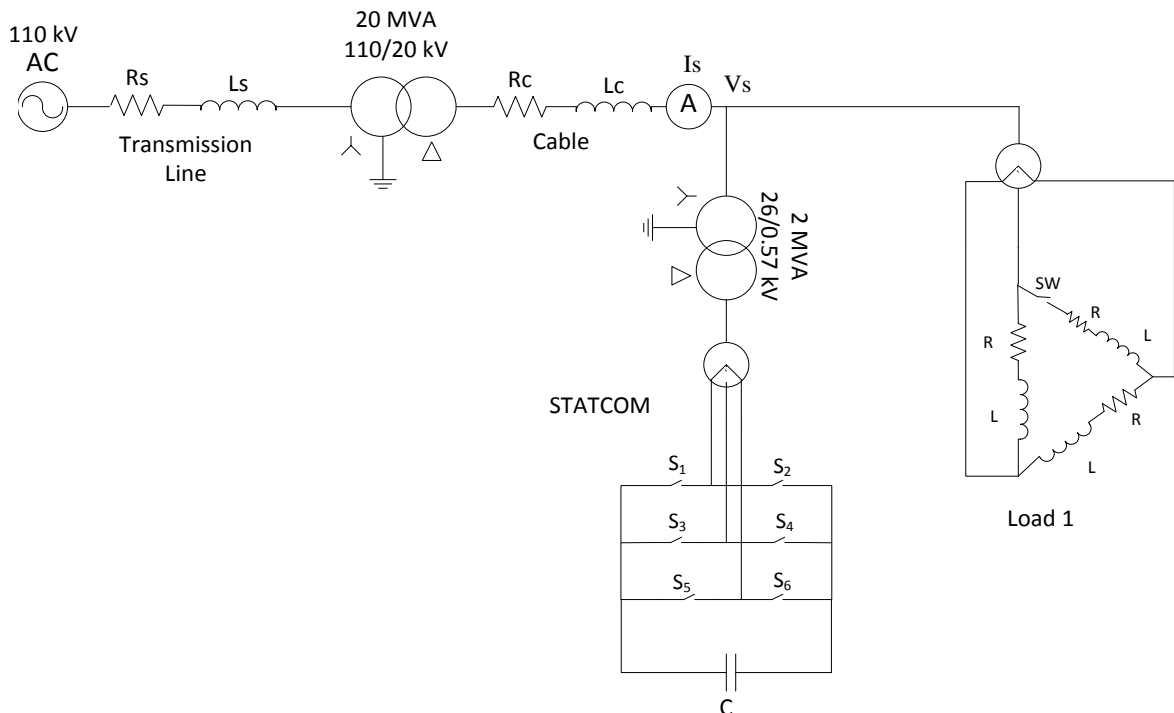 20 MVA
110/20 kV
110 kV
AC
Rs
Ls
Rc
Lc
Is
A
Vs
Transmission
Line
Cable
2 MVA
26/0.57 kV
SW
R
L
R
L
R
L
Load 1
STATCOM
S1
S2
S3
S4
S5
S6
C